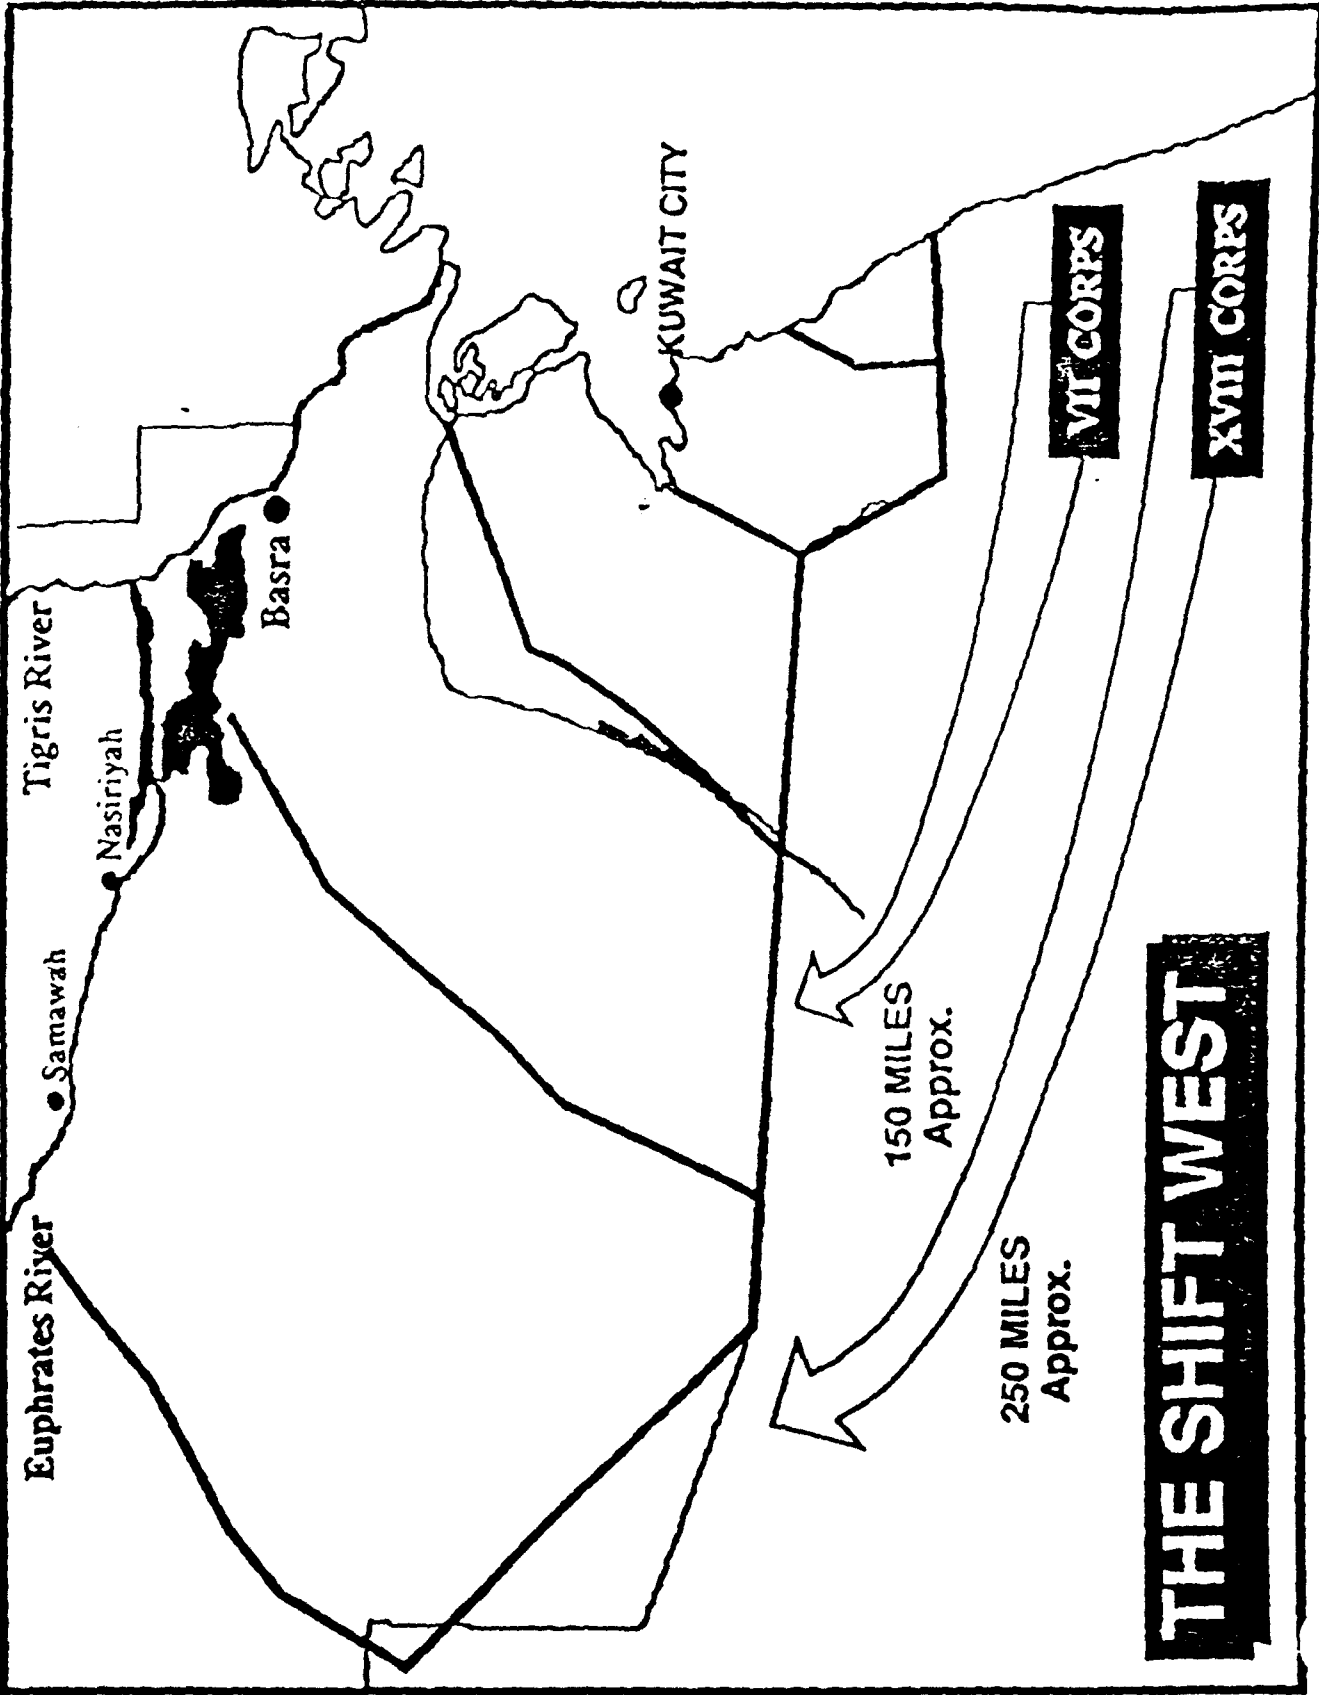 Euphrates River
Tigris River
Samawah
Nasiriyah
Basra
KUWAIT CITY
150 MILES
Approx.
250 MILES
Approx.
VII CORPS
XVIII CORPS
THE SHIFT WEST